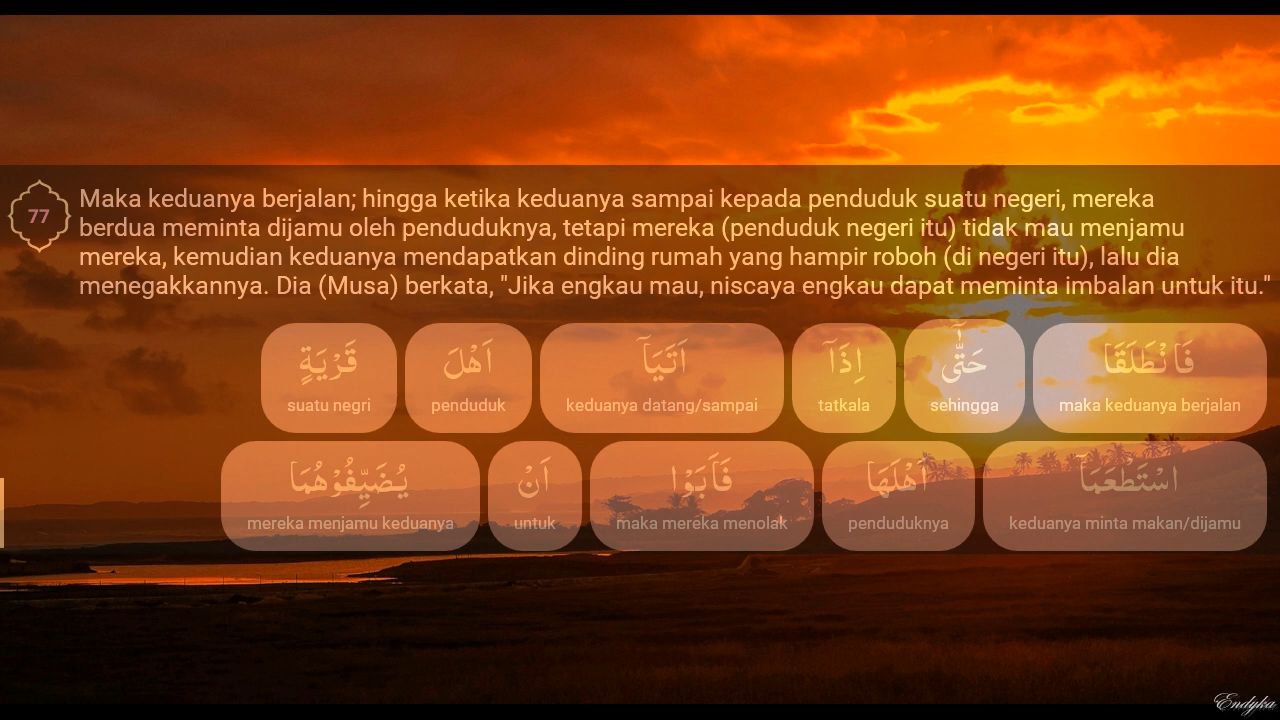 77
Maka keduanya berjalan; hingga ketika keduanya sampai kepada penduduk suatu negeri, mereka
berdua meminta dijamu oleh penduduknya, tetapi mereka (penduduk negeri itu) tidak mau menjamu
mereka, kemudian keduanya mendapatkan dinding rumah yang hampir roboh (di negeri itu), lalu dia
menegakkannya. Dia (Musa) berkata, "Jika engkau mau, niscaya engkau dapat meminta imbalan untuk itu."
فَانْطَلَقَا حَتّٰٓى اِذَآ اَتَيَآ اَهْلَ قَرْيَةٍ
maka keduanya berjalan sehingga tatkala keduanya datang/sampai penduduk suatu negri
اسْتَطْعَمَآ اَهْلَهَا فَاَبَوْا اَنْ يُضَيِّفُوْهُمَا
keduanya minta makan/dijamu penduduknya maka mereka menolak untuk mereka menjamu keduanya
Endyka